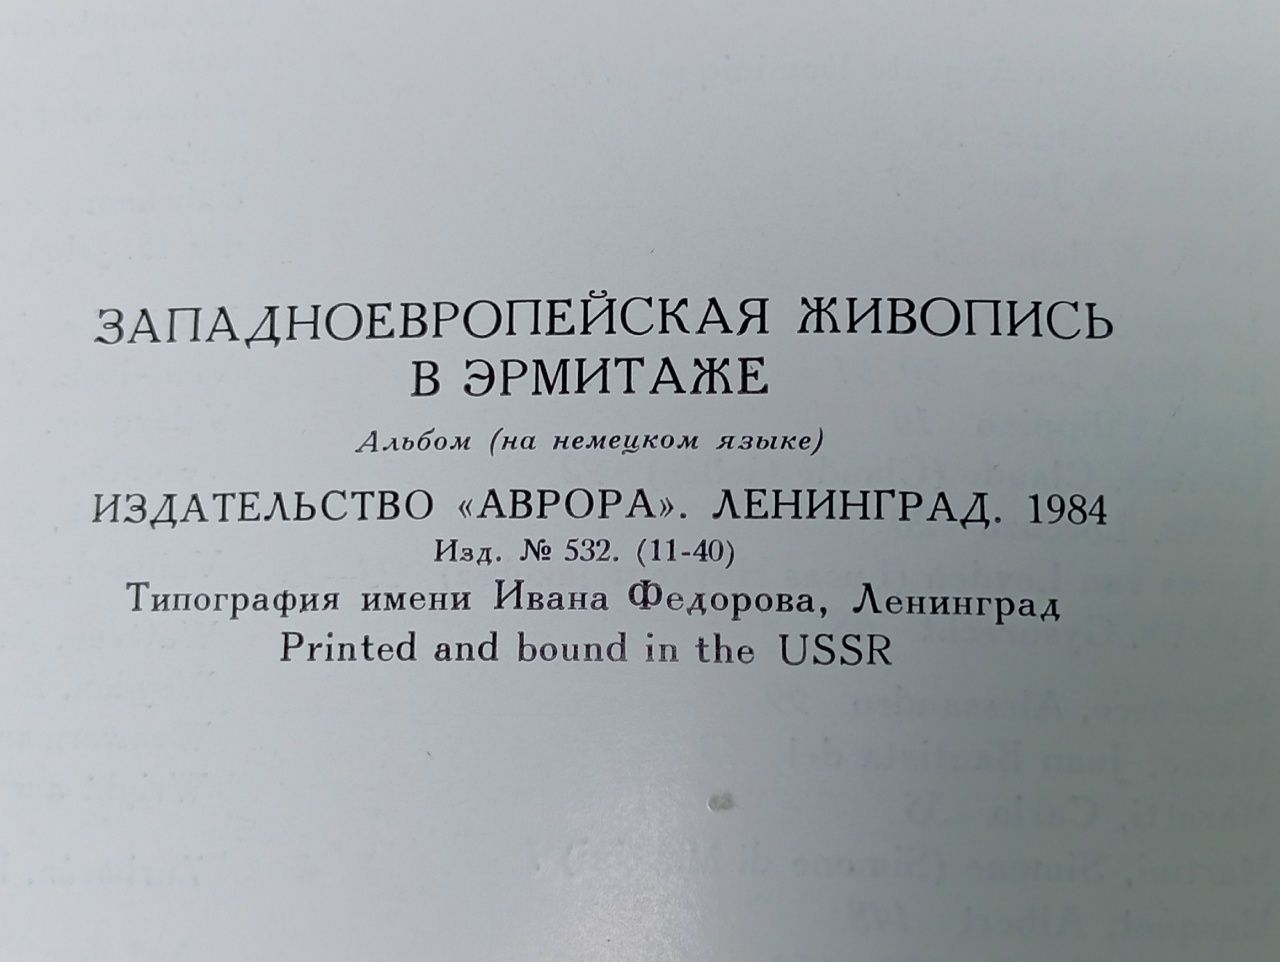 ЗАПАДНОЕВРОПЕЙСКАЯ ЖИВОПИСЬ
В ЭРМИТАЖЕ
Альбом (на немецком языке)
ИЗДАТЕЛЬСТВО «АВРОРА». ЛЕНИНГРАД. 1984
Изд. № 532. (11-40)
Типография имени Ивана Федорова, Ленинград
Printed and bound in the USSR